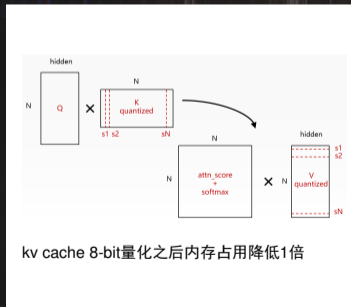 hidden
N
N
Q
×
K
quantized
s1 s2
sN
N
hidden
N
attn_score
+
softmax
×
N
V
quantized
s1
s2
sN
kv cache 8-bit量化之后内存占用降低1倍